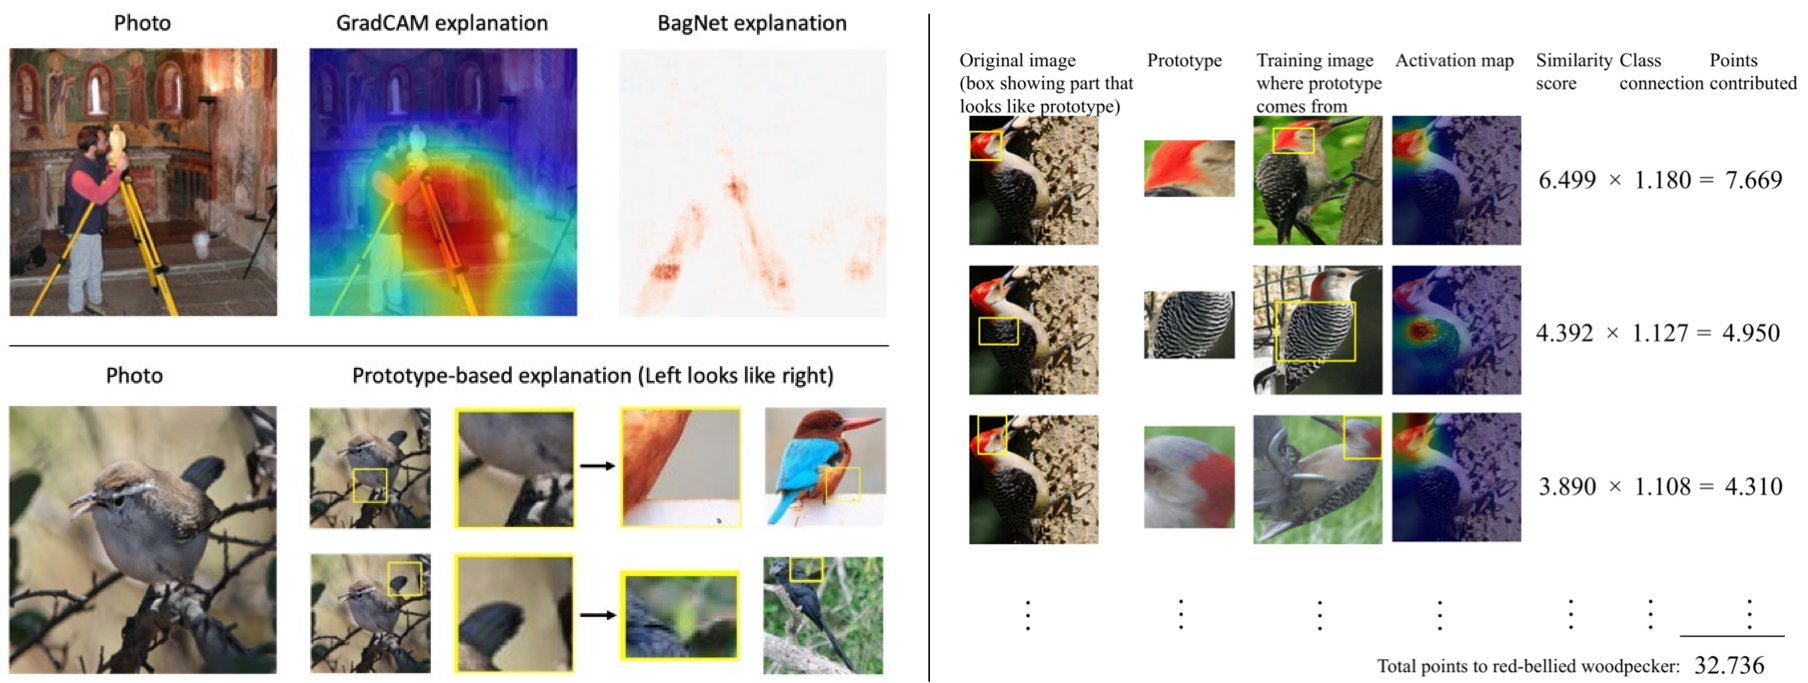 Photo
GradCAM explanation
BagNet explanation
Photo
Prototype-based explanation (Left looks like right)
Original image
(box showing part that
looks like prototype)
Prototype
Training image
where prototype
comes from
Activation map
Similarity
score
Class
connection
Points
contributed
6.499 × 1.180 = 7.669
4.392 × 1.127 = 4.950
3.890 × 1.108 = 4.310
Total points to red-bellied woodpecker: 32.736